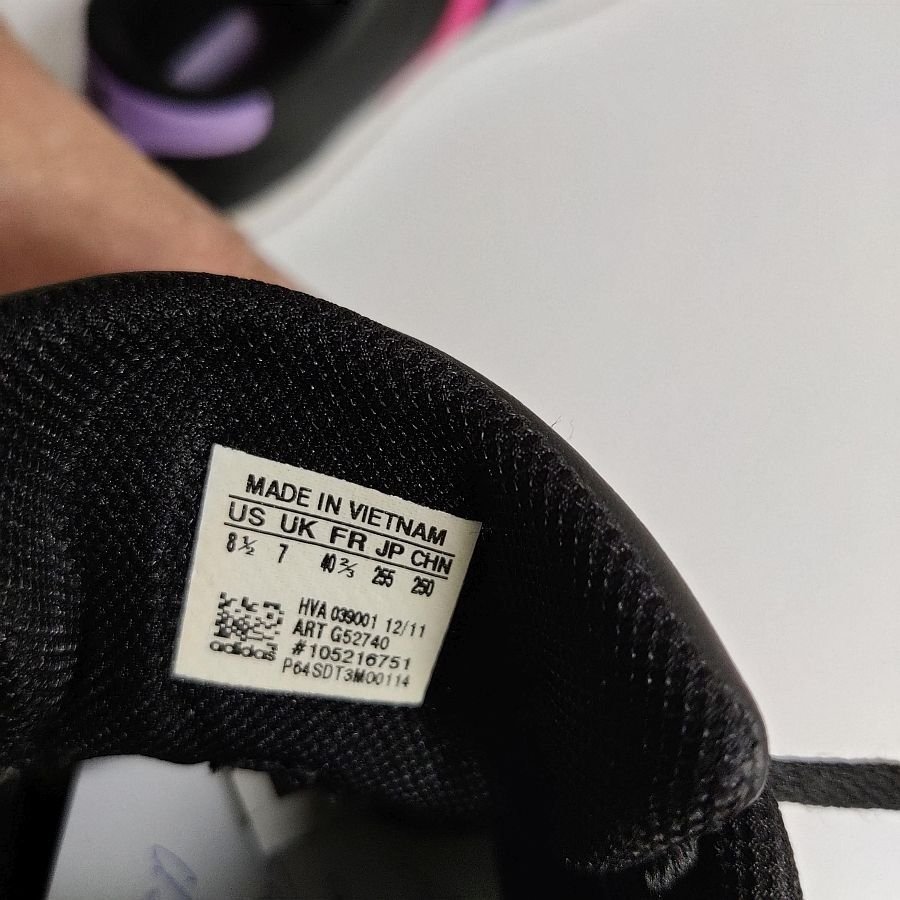 MADE IN VIETNAM
US UK FR JP CHN
8½ 7 40⅔ 255 250
HVA 039001 12/11
ART G52740
#105216751
adidas
P64SDT3M00114